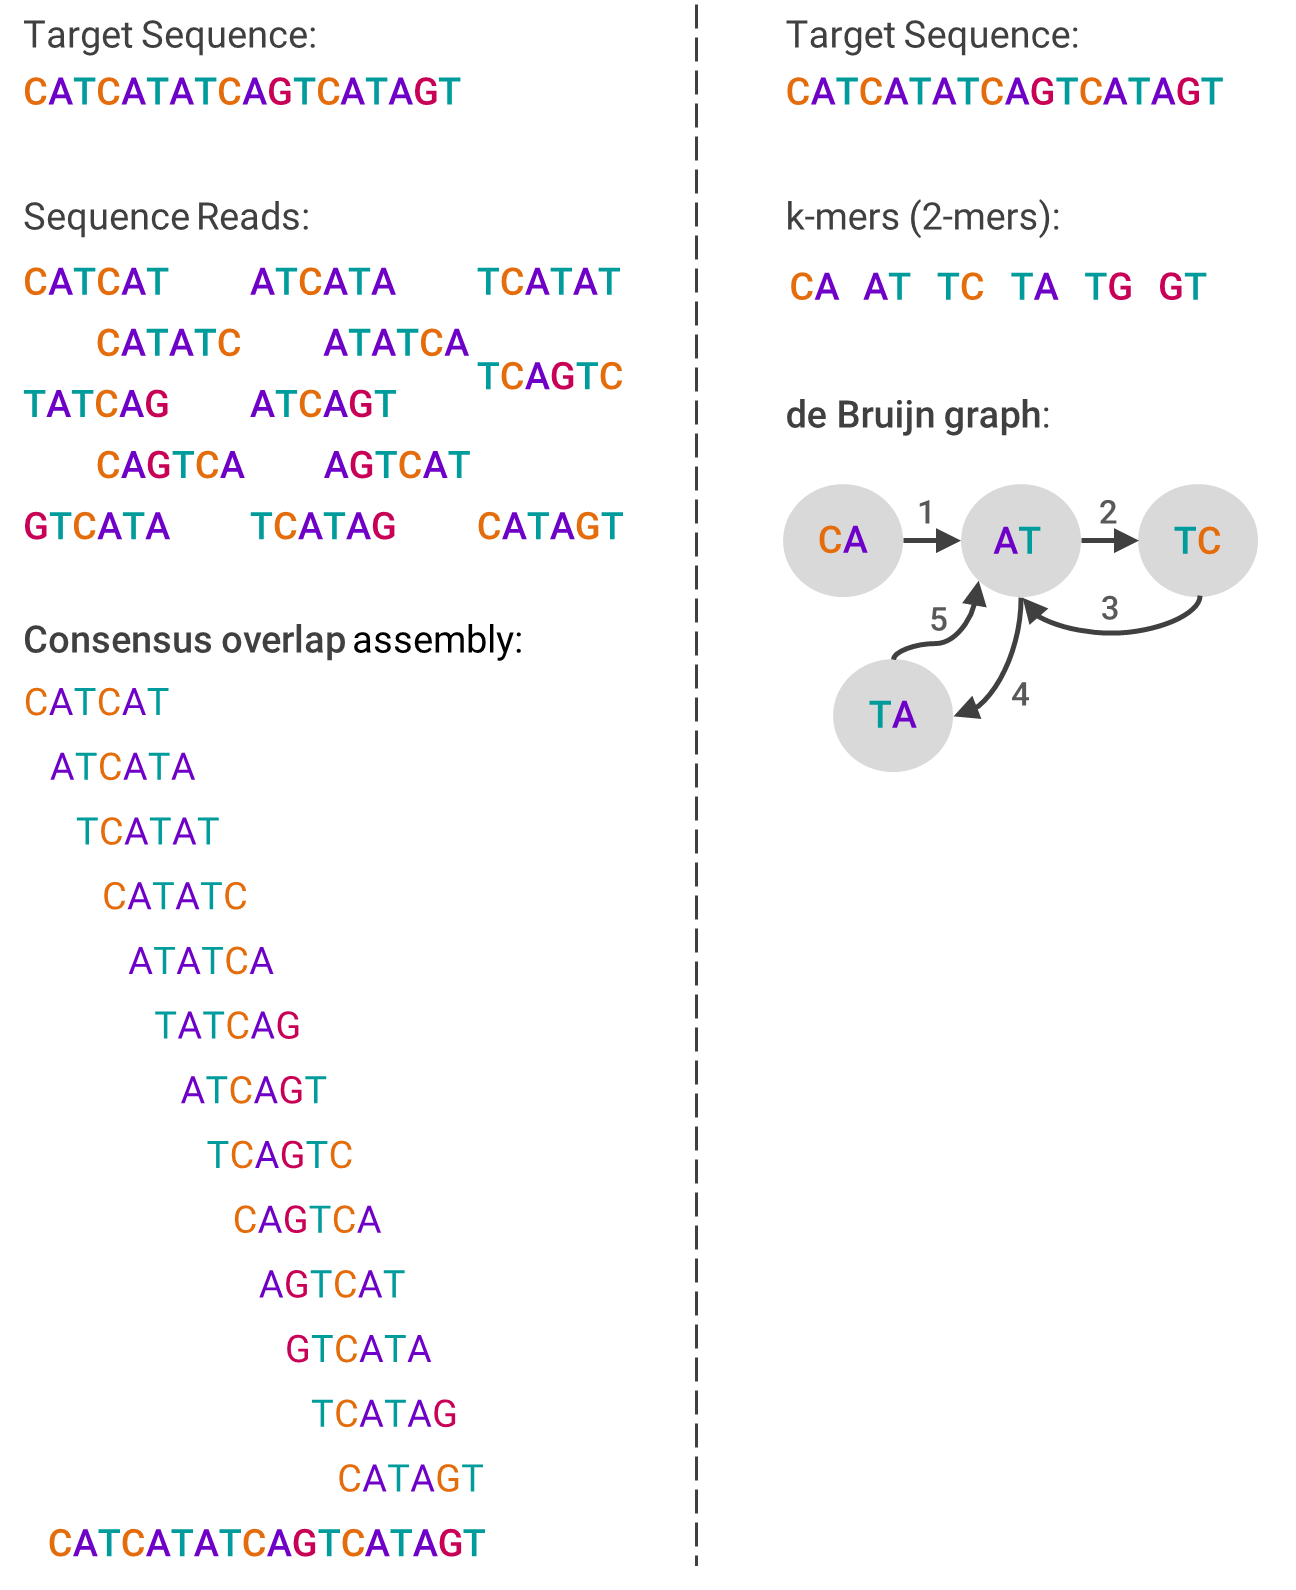 Target Sequence:
CATCATATCAGTCATAGT
Sequence Reads:
CATCAT ATCATA TCATAT
CATATC ATATCA
TCAGTC
TATCAG ATCAGT
CAGTCA AGTCAT
GTCATA TCATAG CATAGT
Consensus overlap assembly:
CATCAT
ATCATA
TCATAT
CATATC
ATATCA
TATCAG
ATCAGT
TCAGTC
CAGTCA
AGTCAT
GTCATA
TCATAG
CATAGT
CATCATATCAGTCATAGT
Target Sequence:
CATCATATCAGTCATAGT
k-mers (2-mers):
CA AT TC TA TG GT
de Bruijn graph:
CA 1 AT 2 TC
5 3
TA 4